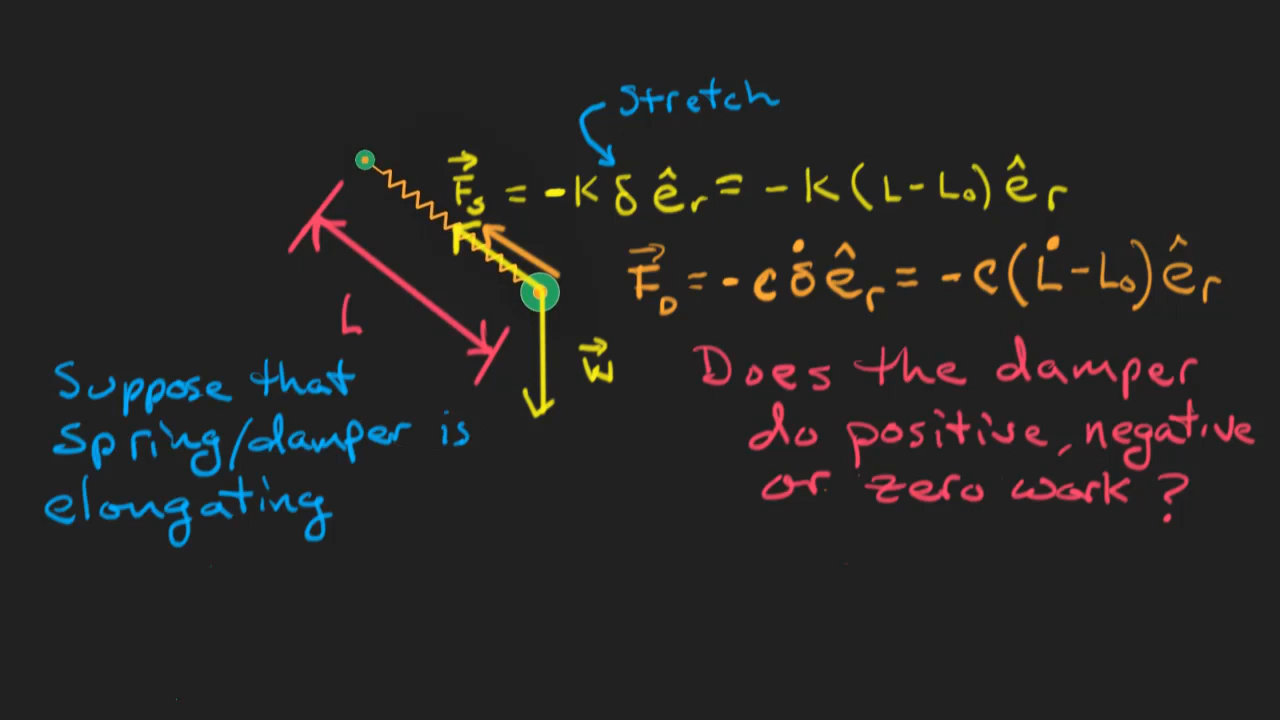 Stretch
F⃗s = -K δ êr = -K (L-L₀) êr
F⃗D = -c δ̇ êr = -c (L̇-L₀) êr
L
W⃗
Suppose that
spring/damper is
elongating
Does the damper
do positive, negative
or zero work?